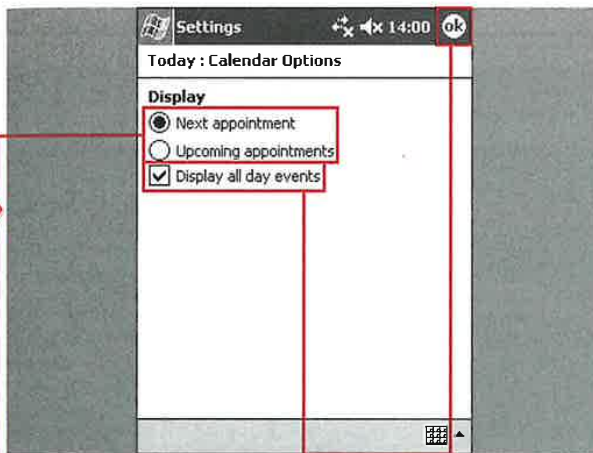 Settings 14:00 ok
Today : Calendar Options
Display
Next appointment
Upcoming appointments
Display all day events